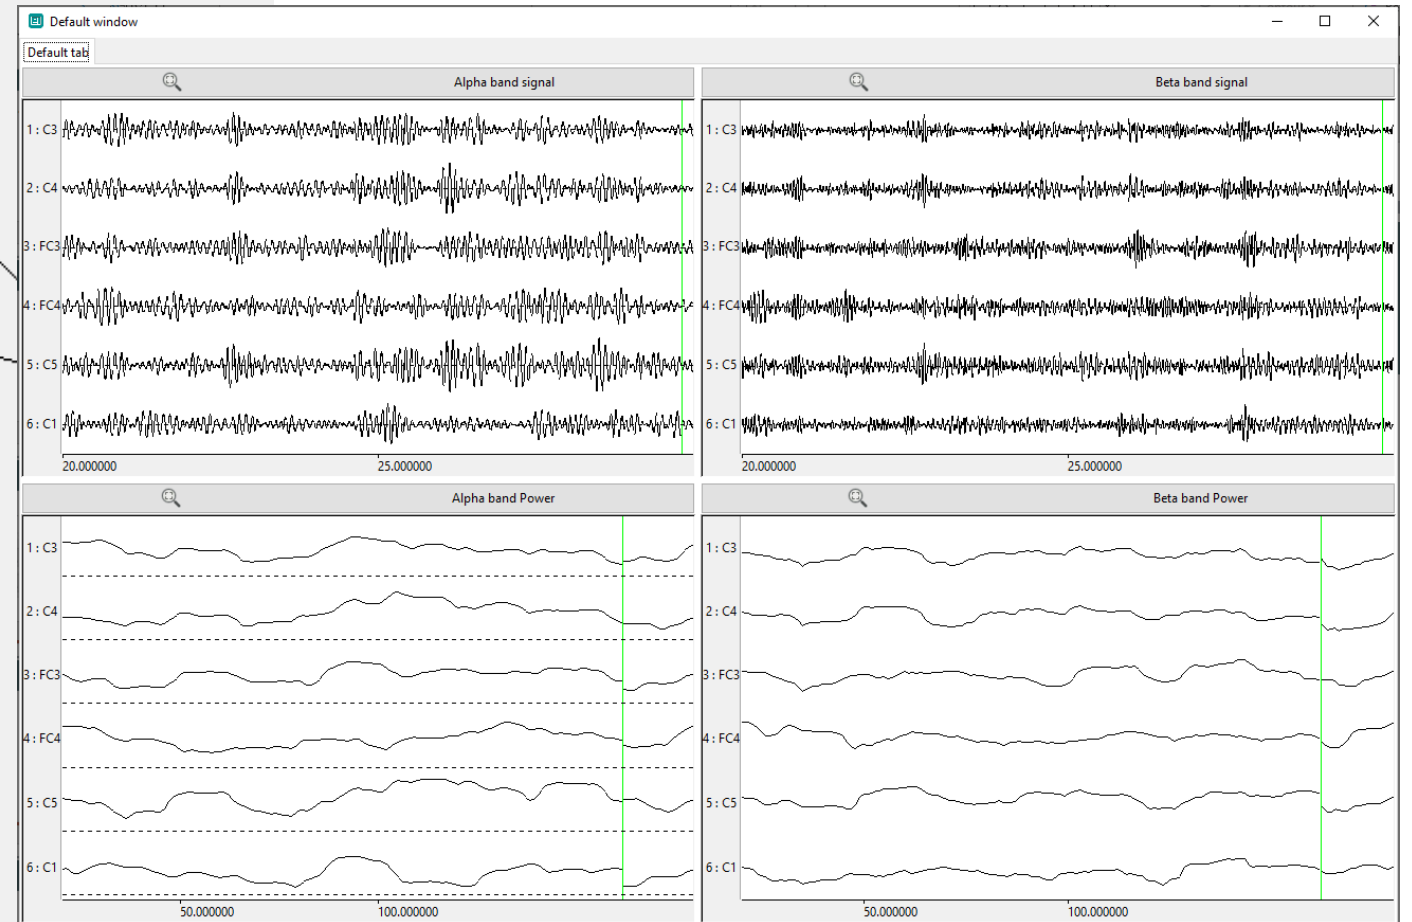 Default window
Default tab
Alpha band signal
Beta band signal
1 : C3
2 : C4
3 : FC3
4 : FC4
5 : C5
6 : C1
20.000000 25.000000
1 : C3
2 : C4
3 : FC3
4 : FC4
5 : C5
6 : C1
20.000000 25.000000
Alpha band Power
Beta band Power
1 : C3
2 : C4
3 : FC3
4 : FC4
5 : C5
6 : C1
50.000000 100.000000
1 : C3
2 : C4
3 : FC3
4 : FC4
5 : C5
6 : C1
50.000000 100.000000